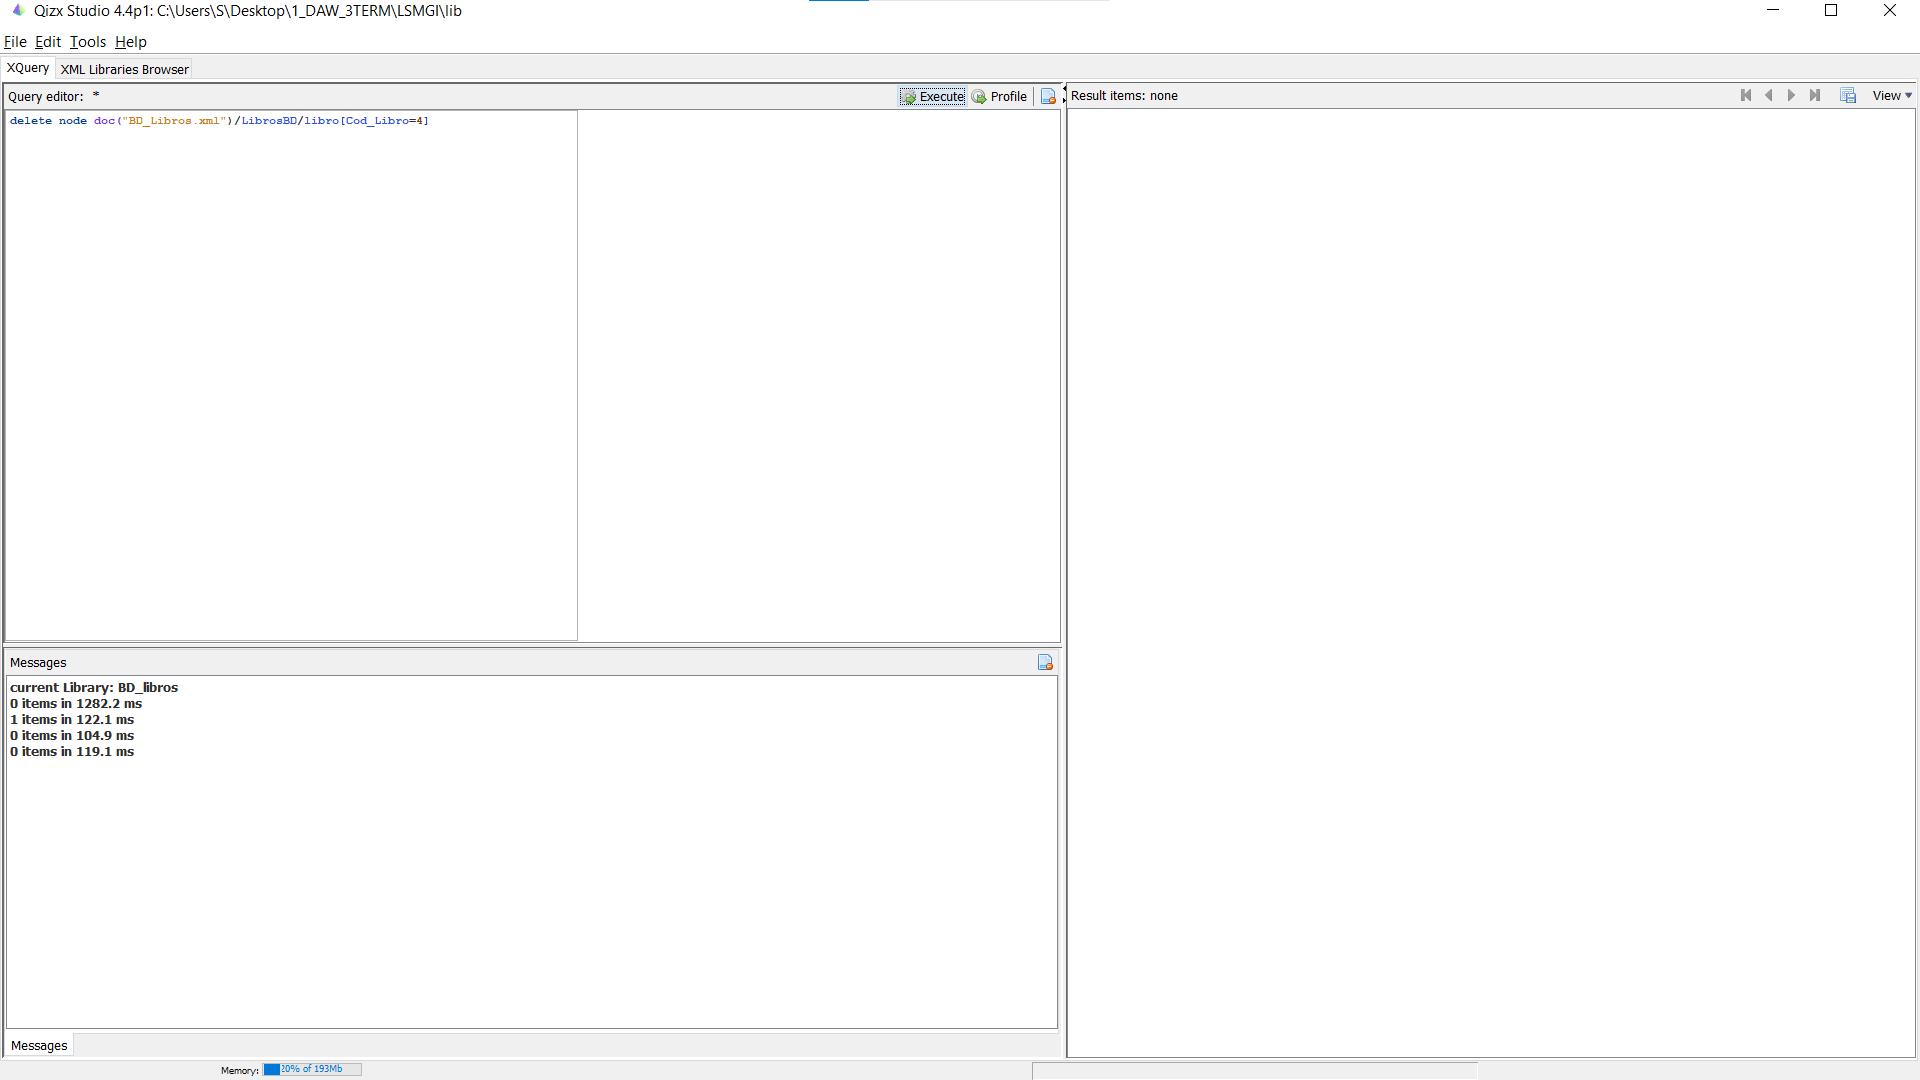 Qizx Studio 4.4p1: C:\Users\S\Desktop\1_DAW_3TERM\LSMGI\lib
File Edit Tools Help
XQuery XML Libraries Browser
Query editor: * Execute Profile
delete node doc("BD_Libros.xml")/LibrosBD/libro[Cod_Libro=4]
Result items: none View
Messages
current Library: BD_libros
0 items in 1282.2 ms
1 items in 122.1 ms
0 items in 104.9 ms
0 items in 119.1 ms
Messages
Memory: 20% of 193Mb